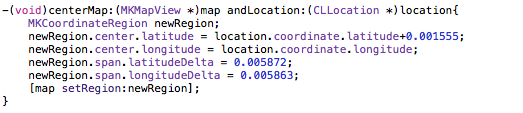 -(void)centerMap:(MKMapView *)map andLocation:(CLLocation *)location{
MKCoordinateRegion newRegion;
newRegion.center.latitude = location.coordinate.latitude+0.001555;
newRegion.center.longitude = location.coordinate.longitude;
newRegion.span.latitudeDelta = 0.005872;
newRegion.span.longitudeDelta = 0.005863;
[map setRegion:newRegion];
}